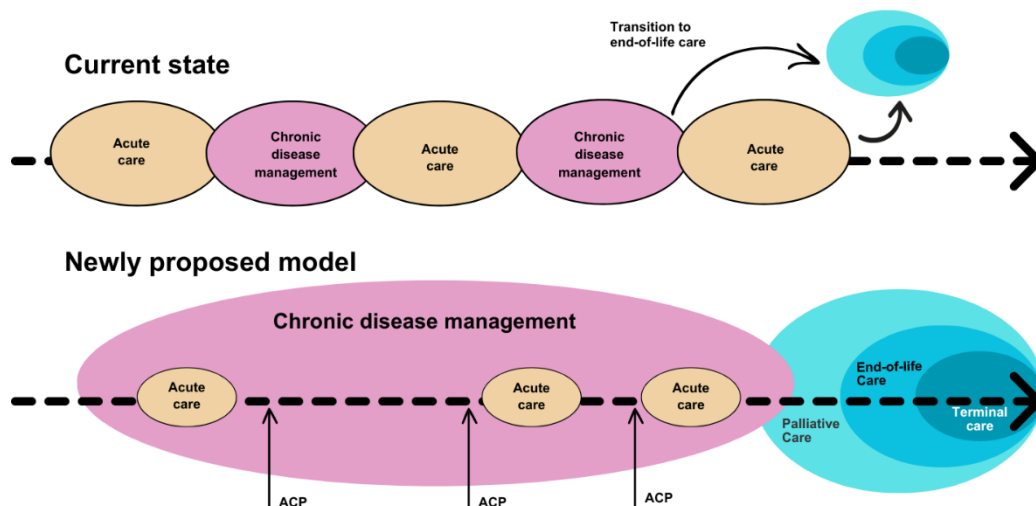 Transition to
end-of-life care
Current state
Acute
care
Chronic
disease
management
Acute
care
Chronic
disease
management
Acute
care
Newly proposed model
Chronic disease management
Acute
care
Acute
care
Acute
care
End-of-life
Care
Palliative
Care
Terminal
care
ACP
ACP
ACP